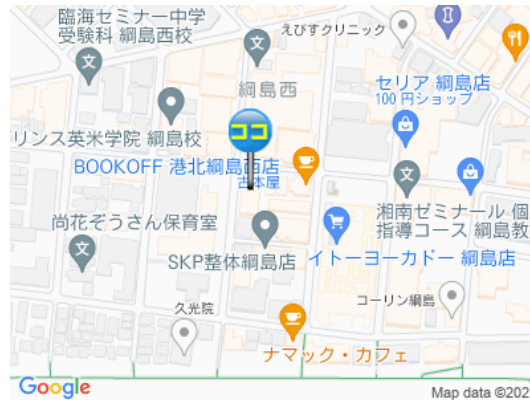 臨海セミナー中学
受験科 綱島西校
えびすクリニック
綱島西
セリア 綱島店
100 円ショップ
リンス英米学院 綱島校
ココ
BOOKOFF 港北綱島西店
古本屋
尚花ぞうさん保育室
湘南ゼミナール 個
指導コース 綱島教
SKP整体綱島店
イトーヨーカドー 綱島店
コーリン綱島
久光院
ナマック・カフェ
Google
Map data ©202